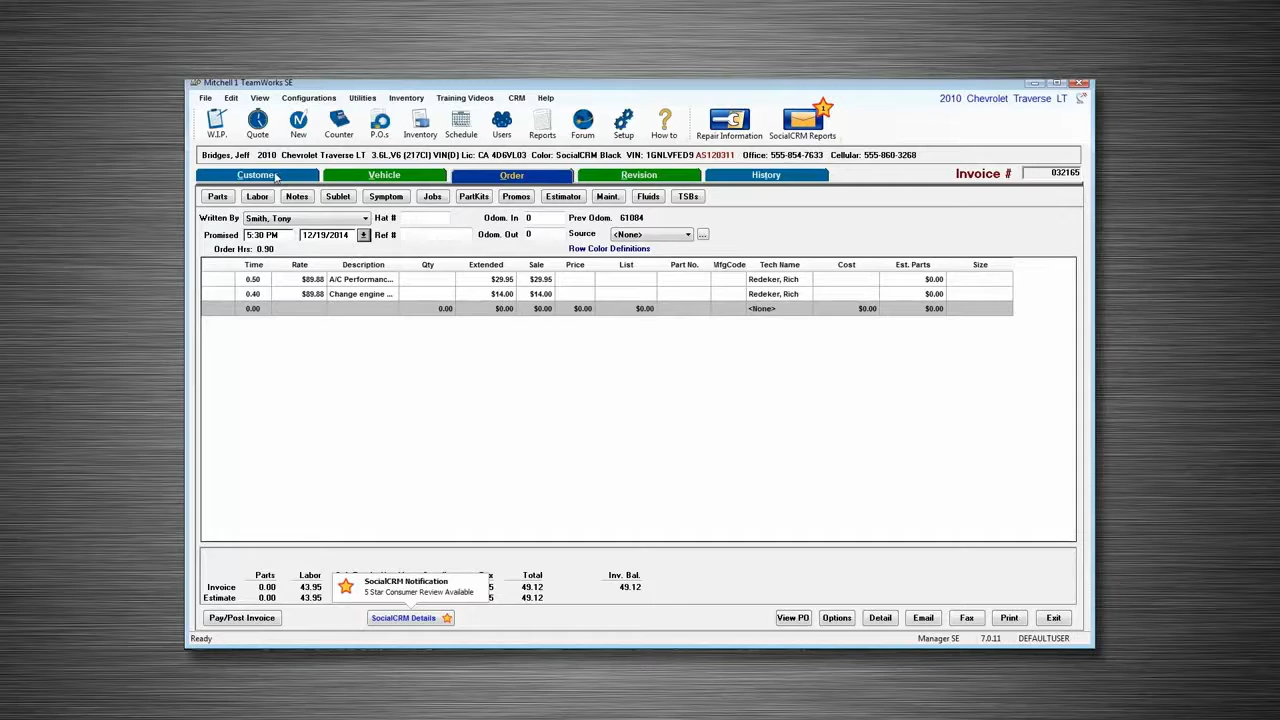 Mitchell 1 TeamWorks SE
File Edit View Configurations Utilities Inventory Training Videos CRM Help
2010 Chevrolet Traverse LT
W.I.P. Quote New Counter P.O.s Inventory Schedule Users Reports Forum Setup How to Repair Information SocialCRM Reports
Bridges, Jeff 2010 Chevrolet Traverse LT 3.6L,V6 (217CI) VIN(D) Lic: CA 4D6VL03 Color: SocialCRM Black VIN: 1GNLVFED9 AS120311 Office: 555-854-7633 Cellular: 555-860-3268
Customer Vehicle Order Revision History Invoice # 032165
Parts Labor Notes Sublet Symptom Jobs PartKits Promos Estimator Maint. Fluids TSBs
Written By Smith, Tony Hat # Odom. In 0 Prev Odom. 61084
Promised 5:30 PM 12/19/2014 Ref # Odom. Out 0 Source <None> ...
Order Hrs: 0.90 Row Color Definitions
Time Rate Description Qty Extended Sale Price List Part No. MfgCode Tech Name Cost Est. Parts Size
0.50 $89.88 A/C Performanc... $29.95 $29.95 Redeker, Rich $0.00
0.40 $89.88 Change engine ... $14.00 $14.00 Redeker, Rich $0.00
0.00 0.00 $0.00 $0.00 $0.00 $0.00 <None> $0.00 $0.00
Parts Labor Total Inv. Bal.
SocialCRM Notification
Invoice 0.00 43.95 49.12 49.12
5 Star Consumer Review Available
Estimate 0.00 43.95 49.12
Pay/Post Invoice SocialCRM Details View PO Options Detail Email Fax Print Exit
Ready Manager SE 7.0.11 DEFAULTUSER